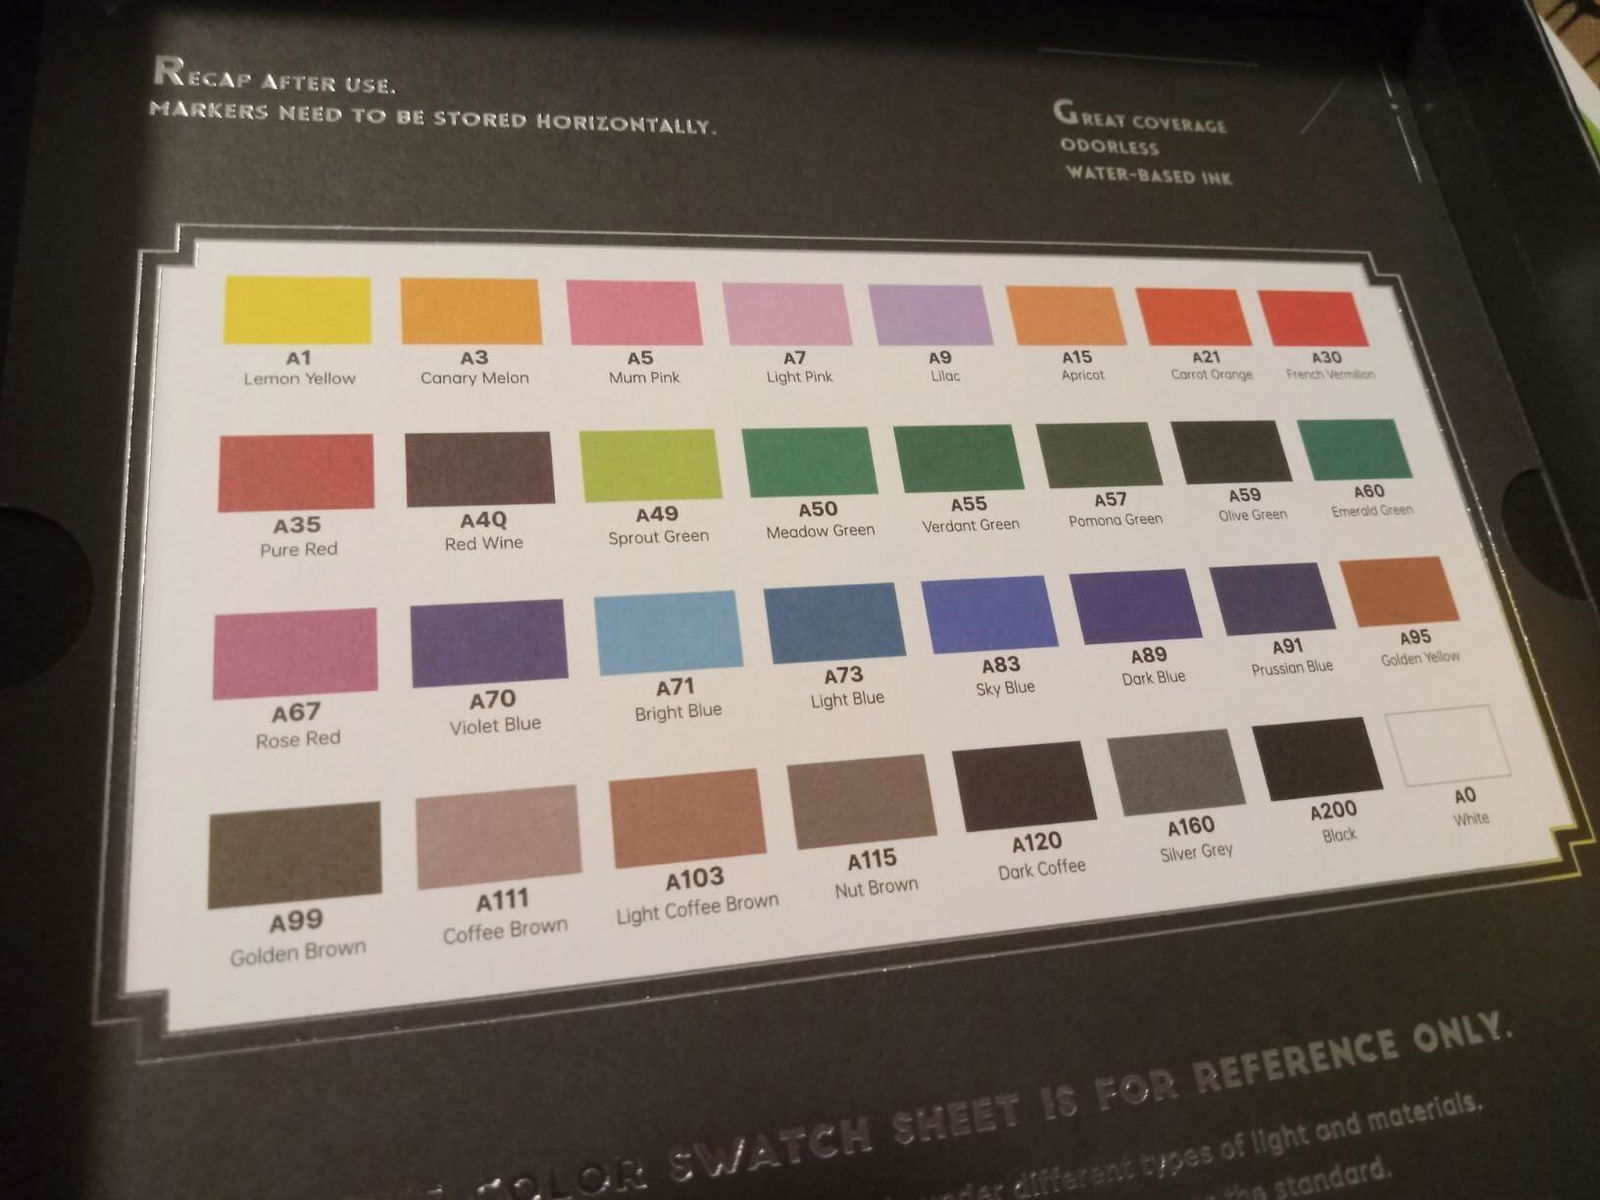 RECAP AFTER USE.
MARKERS NEED TO BE STORED HORIZONTALLY.
GREAT COVERAGE
ODORLESS
WATER-BASED INK
A1 A3 A5 A7 A9 A15 A21 A30
Lemon Yellow Canary Melon Mum Pink Light Pink Lilac Apricot Carrot Orange French Vermilion
A35 A4Q A49 A50 A55 A57 A59 A60
Pure Red Red Wine Sprout Green Meadow Green Verdant Green Pomona Green Olive Green Emerald Green
A67 A70 A71 A73 A83 A89 A91 A95
Rose Red Violet Blue Bright Blue Light Blue Sky Blue Dark Blue Prussian Blue Golden Yellow
A99 A111 A103 A115 A120 A160 A200 A0
Golden Brown Coffee Brown Light Coffee Brown Nut Brown Dark Coffee Silver Grey Black White
COLOR SWATCH SHEET IS FOR REFERENCE ONLY.
under different types of light and materials.
the standard.